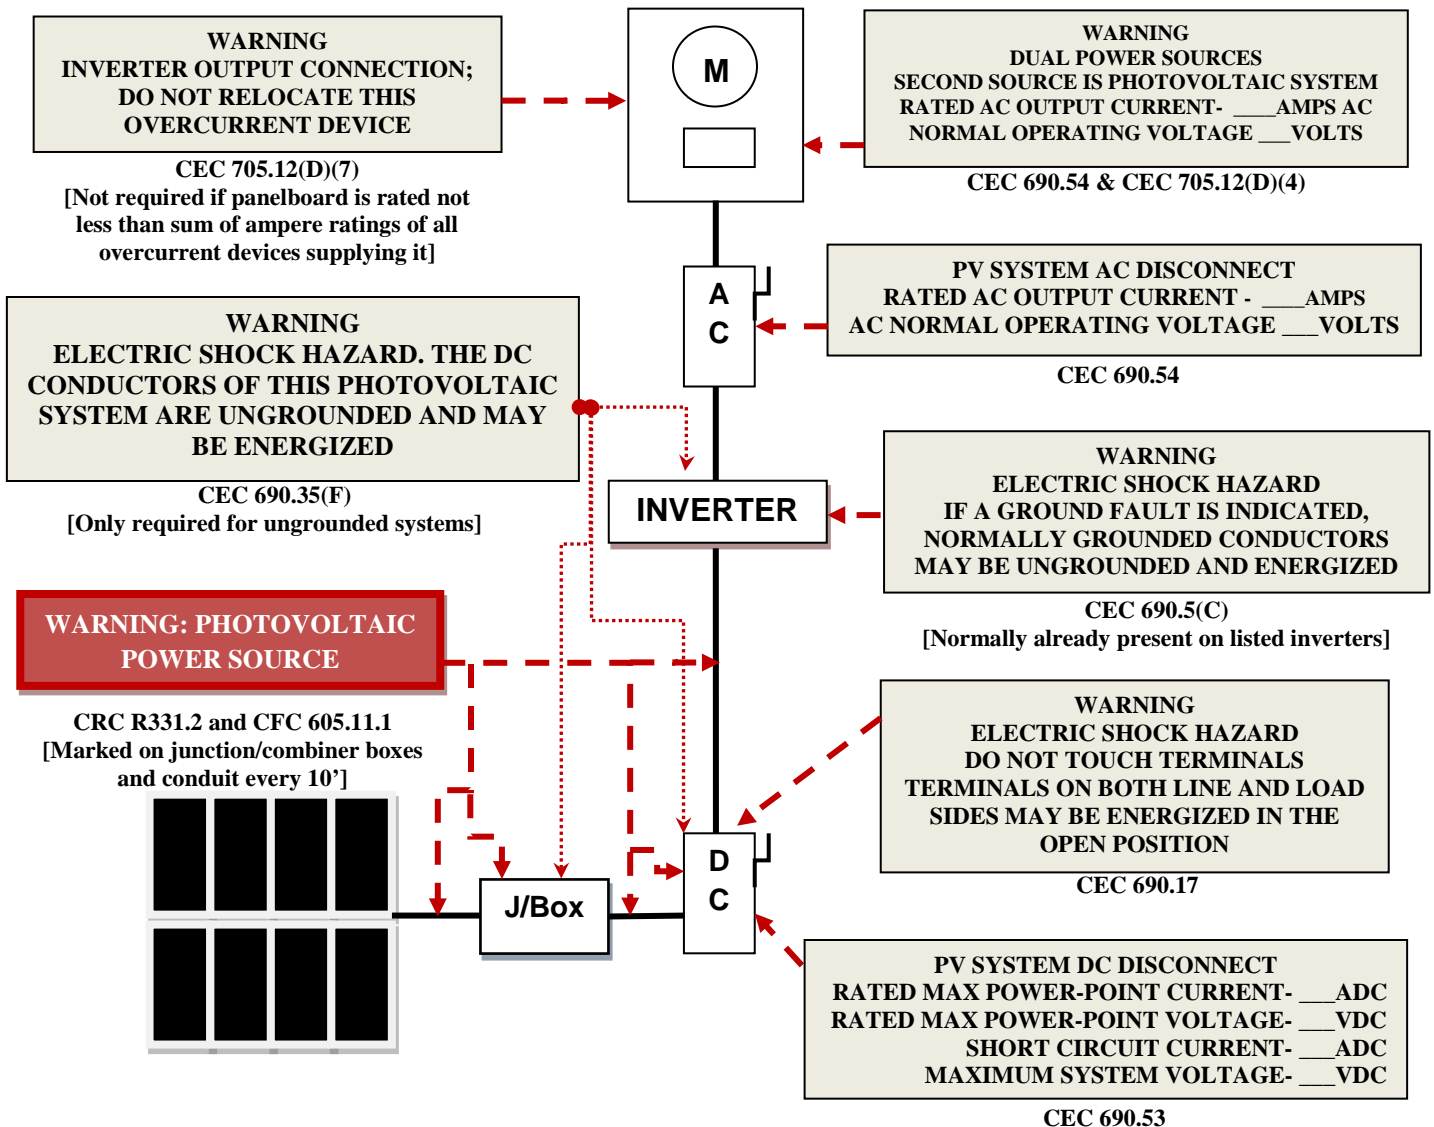 WARNING
INVERTER OUTPUT CONNECTION;
DO NOT RELOCATE THIS
OVERCURRENT DEVICE
CEC 705.12(D)(7)
[Not required if panelboard is rated not
less than sum of ampere ratings of all
overcurrent devices supplying it]
M
WARNING
DUAL POWER SOURCES
SECOND SOURCE IS PHOTOVOLTAIC SYSTEM
RATED AC OUTPUT CURRENT- ____AMPS AC
NORMAL OPERATING VOLTAGE ___VOLTS
CEC 690.54 & CEC 705.12(D)(4)
A
C
PV SYSTEM AC DISCONNECT
RATED AC OUTPUT CURRENT - ____AMPS
AC NORMAL OPERATING VOLTAGE ___VOLTS
CEC 690.54
WARNING
ELECTRIC SHOCK HAZARD. THE DC
CONDUCTORS OF THIS PHOTOVOLTAIC
SYSTEM ARE UNGROUNDED AND MAY
BE ENERGIZED
CEC 690.35(F)
[Only required for ungrounded systems]
INVERTER
WARNING
ELECTRIC SHOCK HAZARD
IF A GROUND FAULT IS INDICATED,
NORMALLY GROUNDED CONDUCTORS
MAY BE UNGROUNDED AND ENERGIZED
CEC 690.5(C)
[Normally already present on listed inverters]
WARNING: PHOTOVOLTAIC
POWER SOURCE
CRC R331.2 and CFC 605.11.1
[Marked on junction/combiner boxes
and conduit every 10’]
WARNING
ELECTRIC SHOCK HAZARD
DO NOT TOUCH TERMINALS
TERMINALS ON BOTH LINE AND LOAD
SIDES MAY BE ENERGIZED IN THE
OPEN POSITION
CEC 690.17
J/Box
D
C
PV SYSTEM DC DISCONNECT
RATED MAX POWER-POINT CURRENT- ___ADC
RATED MAX POWER-POINT VOLTAGE- ___VDC
SHORT CIRCUIT CURRENT- ___ADC
MAXIMUM SYSTEM VOLTAGE- ___VDC
CEC 690.53